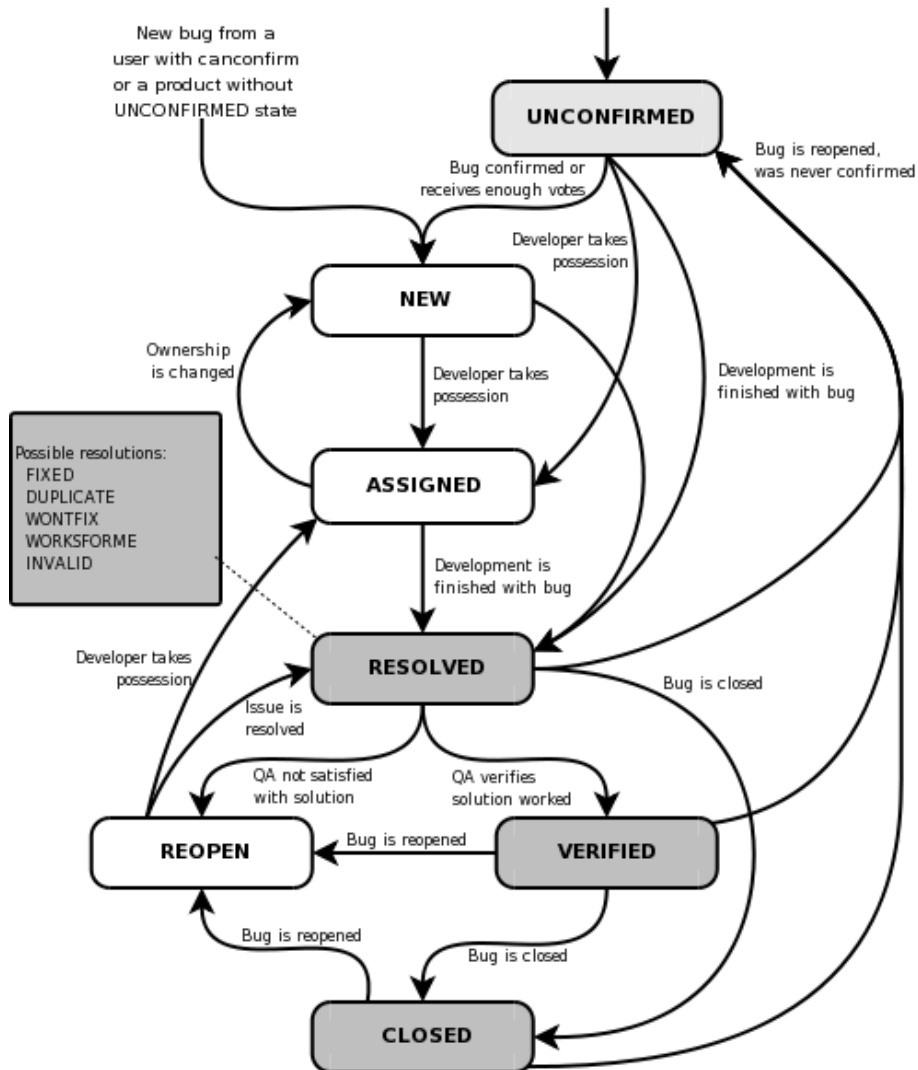 New bug from a
user with canconfirm
or a product without
UNCONFIRMED state
UNCONFIRMED
Bug is reopened,
was never confirmed
Bug confirmed or
receives enough votes
Developer takes
possession
NEW
Ownership
is changed
Developer takes
possession
Development is
finished with bug
Possible resolutions:
FIXED
DUPLICATE
WONTFIX
WORKSFORME
INVALID
ASSIGNED
Development is
finished with bug
Developer takes
possession
RESOLVED
Bug is closed
Issue is
resolved
QA not satisfied
with solution
QA verifies
solution worked
REOPEN
Bug is reopened
VERIFIED
Bug is reopened
Bug is closed
CLOSED